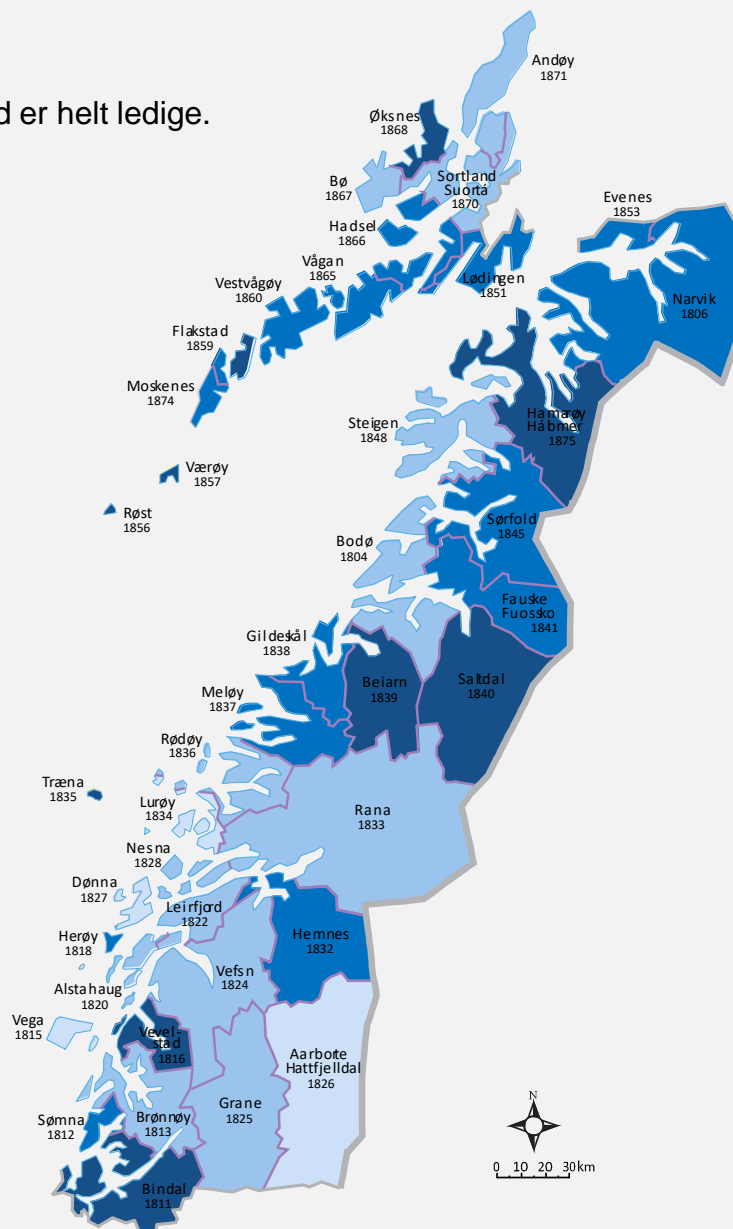 d er helt ledige.
Andøy
1871
Øksnes
1868
Bø
1867
Sortland
Suortá
1870
Evenes
1853
Hadsel
1866
Vågan
1865
Lødingen
1851
Vestvågøy
1860
Narvik
1806
Flakstad
1859
Moskenes
1874
Steigen
1848
Hamarøy
Hábmer
1875
Værøy
1857
Røst
1856
Sørfold
1845
Bodø
1804
Fauske
Fuossko
1841
Gildeskål
1838
Beiarn
1839
Saltdal
1840
Meløy
1837
Rødøy
1836
Træna
1835
Lurøy
1834
Rana
1833
Nesna
1828
Dønna
1827
Leirfjord
1822
Herøy
1818
Hemnes
1832
Vefsn
1824
Alstahaug
1820
Vega
1815
Vevel-
stad
1816
Aarborte
Hattfjelldal
1826
Grane
1825
Sømna
1812
Brønnøy
1813
Bindal
1811
N
0 10 20 30 km